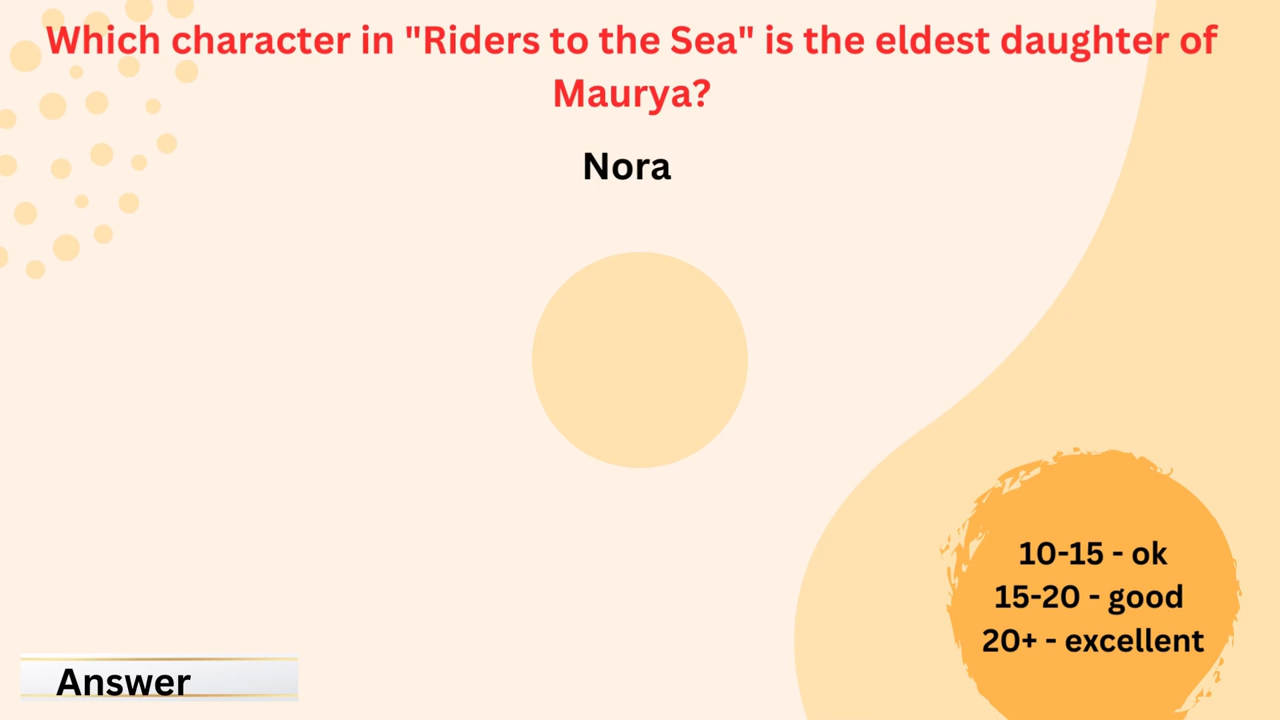 Which character in "Riders to the Sea" is the eldest daughter of
Maurya?
Nora
10-15 - ok
15-20 - good
20+ - excellent
Answer